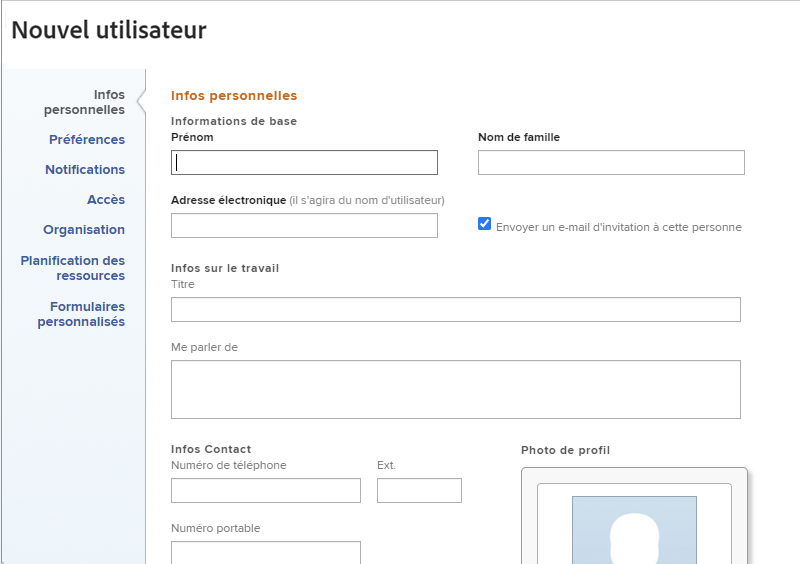 Nouvel utilisateur
Infos
personnelles
Préférences
Notifications
Accès
Organisation
Planification des
ressources
Formulaires
personnalisés
Infos personnelles
Informations de base
Prénom
Nom de famille
Adresse électronique (il s'agira du nom d'utilisateur)
Envoyer un e-mail d'invitation à cette personne
Infos sur le travail
Titre
Me parler de
Infos Contact
Numéro de téléphone
Ext.
Numéro portable
Photo de profil